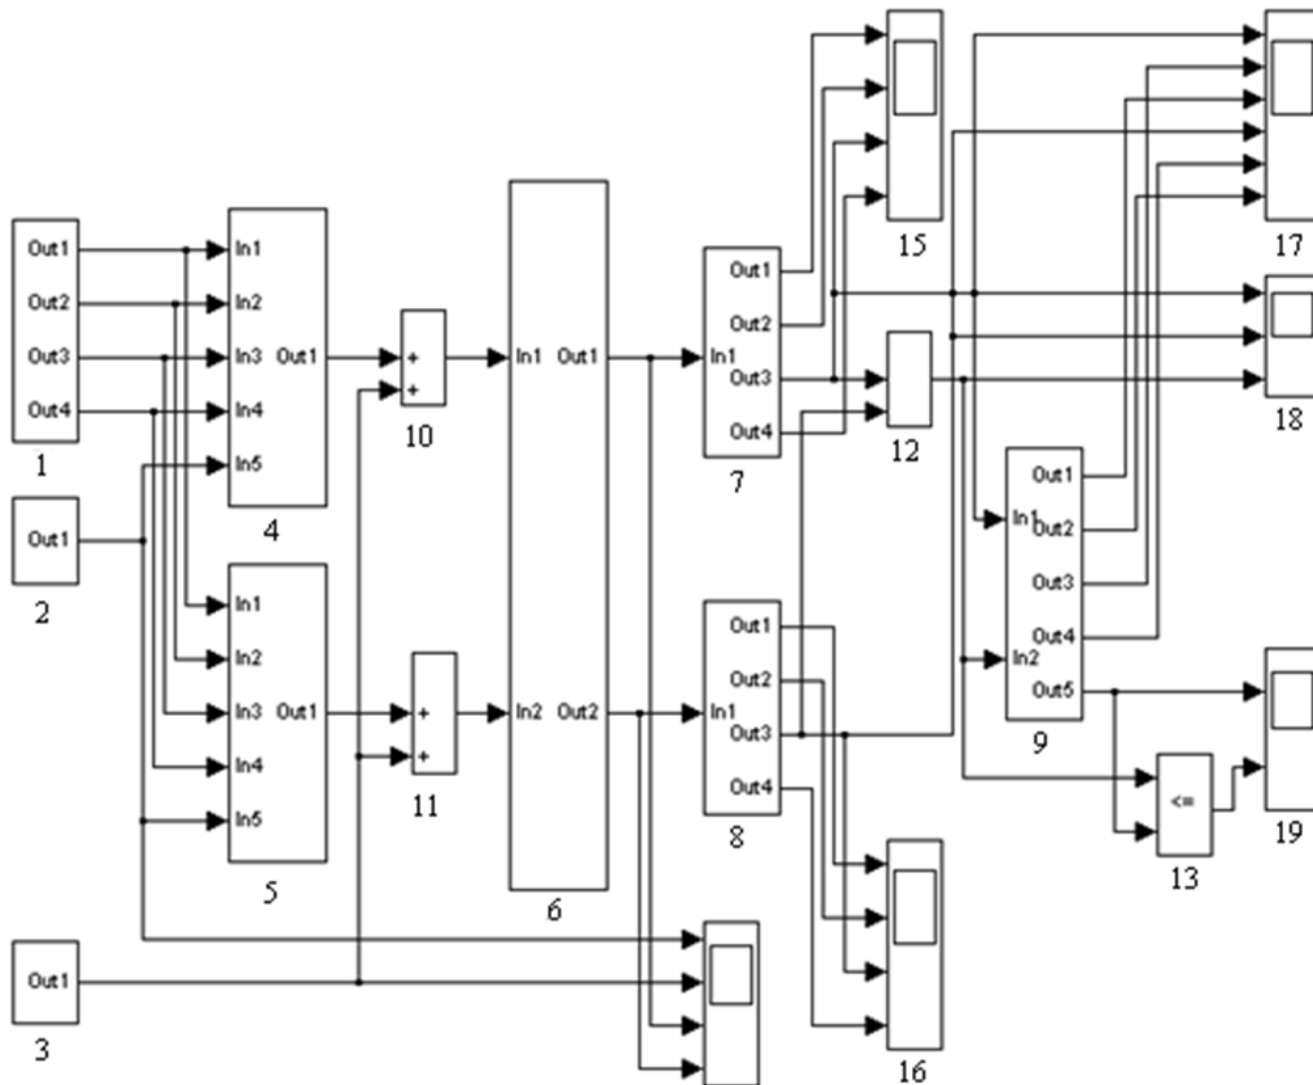 Out1
Out2
Out3
Out4
1
Out1
2
Out1
3
In1
In2
In3 Out1
In4
In5
4
In1
In2
In3 Out1
In4
In5
5
+
+
10
+
+
11
In1 Out1
In2 Out2
6
Out1
Out2
In1
Out3
Out4
7
Out1
Out2
In1
Out3
Out4
8
15
12
16
Out1
In1
Out2
Out3
Out4
In2
Out5
9
<=
13
17
18
19